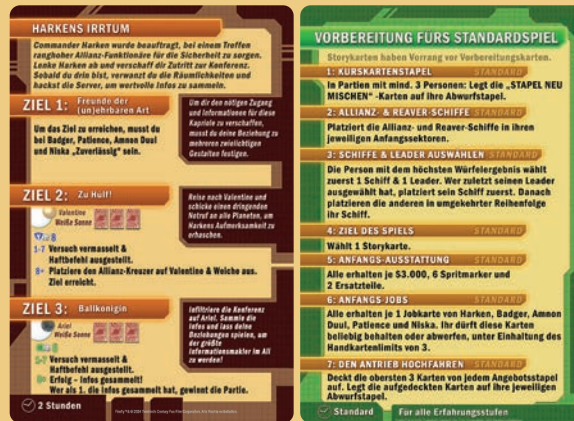 HARKENS IRRTUM
Commander Harken wurde beauftragt, bei einem Treffen
ranghoher Allianz-Funktionäre für die Sicherheit zu sorgen.
Lenke Harken ab und verschaff dir Zutritt zur Konferenz.
Sobald du drin bist, verwanzt du die Räumlichkeiten und
hackst die Server, um wertvolle Infos zu sammeln.
ZIEL 1: Freunde der
(un)ehrbaren Art
Um das Ziel zu erreichen, musst du
bei Badger, Patience, Amnon Duul
und Niska „Zuverlässig" sein.
Um dir den nötigen Zugang
und Informationen für diese
Kapriole zu verschaffen,
musst du deine Beziehung zu
mehreren zwielichtigen
Gestalten festigen.
ZIEL 2: Zu Hulf!
Valentine
Weiße Sonne
1-7 Versuch vermasselt &
Haftbefehl ausgestellt.
8+ Platziere den Allianz-Kreuzer auf Valentine & Weiche aus.
Ziel erreicht.
Reise nach Valentine und
schicke einen dringenden
Notruf an alle Planeten, um
Harkens Aufmerksamkeit zu
erhaschen.
ZIEL 3: Ballkonigin
Ariel
Weiße Sonne
Versuch vermasselt &
Haftbefehl ausgestellt.
Erfolg – Infos gesammelt!
Wer als 1. die Infos gesammelt hat, gewinnt die Partie.
Infiltriere die Konferenz
auf Ariel. Sammle die
Infos und lass deine
Beziehungen spielen, um
der größte
Informationsmakler im All
zu werden!
2 Stunden
VORBEREITUNG FURS STANDARDSPIEL
Storykarten haben Vorrang vor Vorbereitungskarten.
1: KURSKARTENSTAPEL STANDARD
In Partien mit mind. 3 Personen: Legt die „STAPEL NEU
MISCHEN" -Karten auf ihre Abwurfstapel.
2: ALLIANZ- & REAVER-SCHIFFE STANDARD
Platziert die Allianz- und Reaver-Schiffe in ihren
jeweiligen Anfangssektoren.
3: SCHIFFE & LEADER AUSWÄHLEN STANDARD
Die Person mit dem höchsten Würfelergebnis wählt
zuerst 1 Schiff & 1 Leader. Wer zuletzt seinen Leader
ausgewählt hat, platziert sein Schiff zuerst. Danach
platzieren die anderen in umgekehrter Reihenfolge
ihr Schiff.
4: ZIEL DES SPIELS STANDARD
Wählt 1 Storykarte.
5: ANFANGS-AUSSTATTUNG STANDARD
Alle erhalten je $3.000, 6 Spritmarker und
2 Ersatzteile.
6: ANFANGS-JOBS STANDARD
Alle erhalten je 1 Jobkarte von Harken, Badger, Amnon
Duul, Patience und Niska. Ihr dürft diese Karten
beliebig behalten oder abwerfen, unter Einhaltung des
Handkartenlimits von 3.
7: DEN ANTRIEB HOCHFAHREN STANDARD
Deckt die obersten 3 Karten von jedem Angebotsstapel
auf. Legt die aufgedeckten Karten auf ihre jeweiligen
Abwurfstapel.
Standard Für alle Erfahrungsstufen